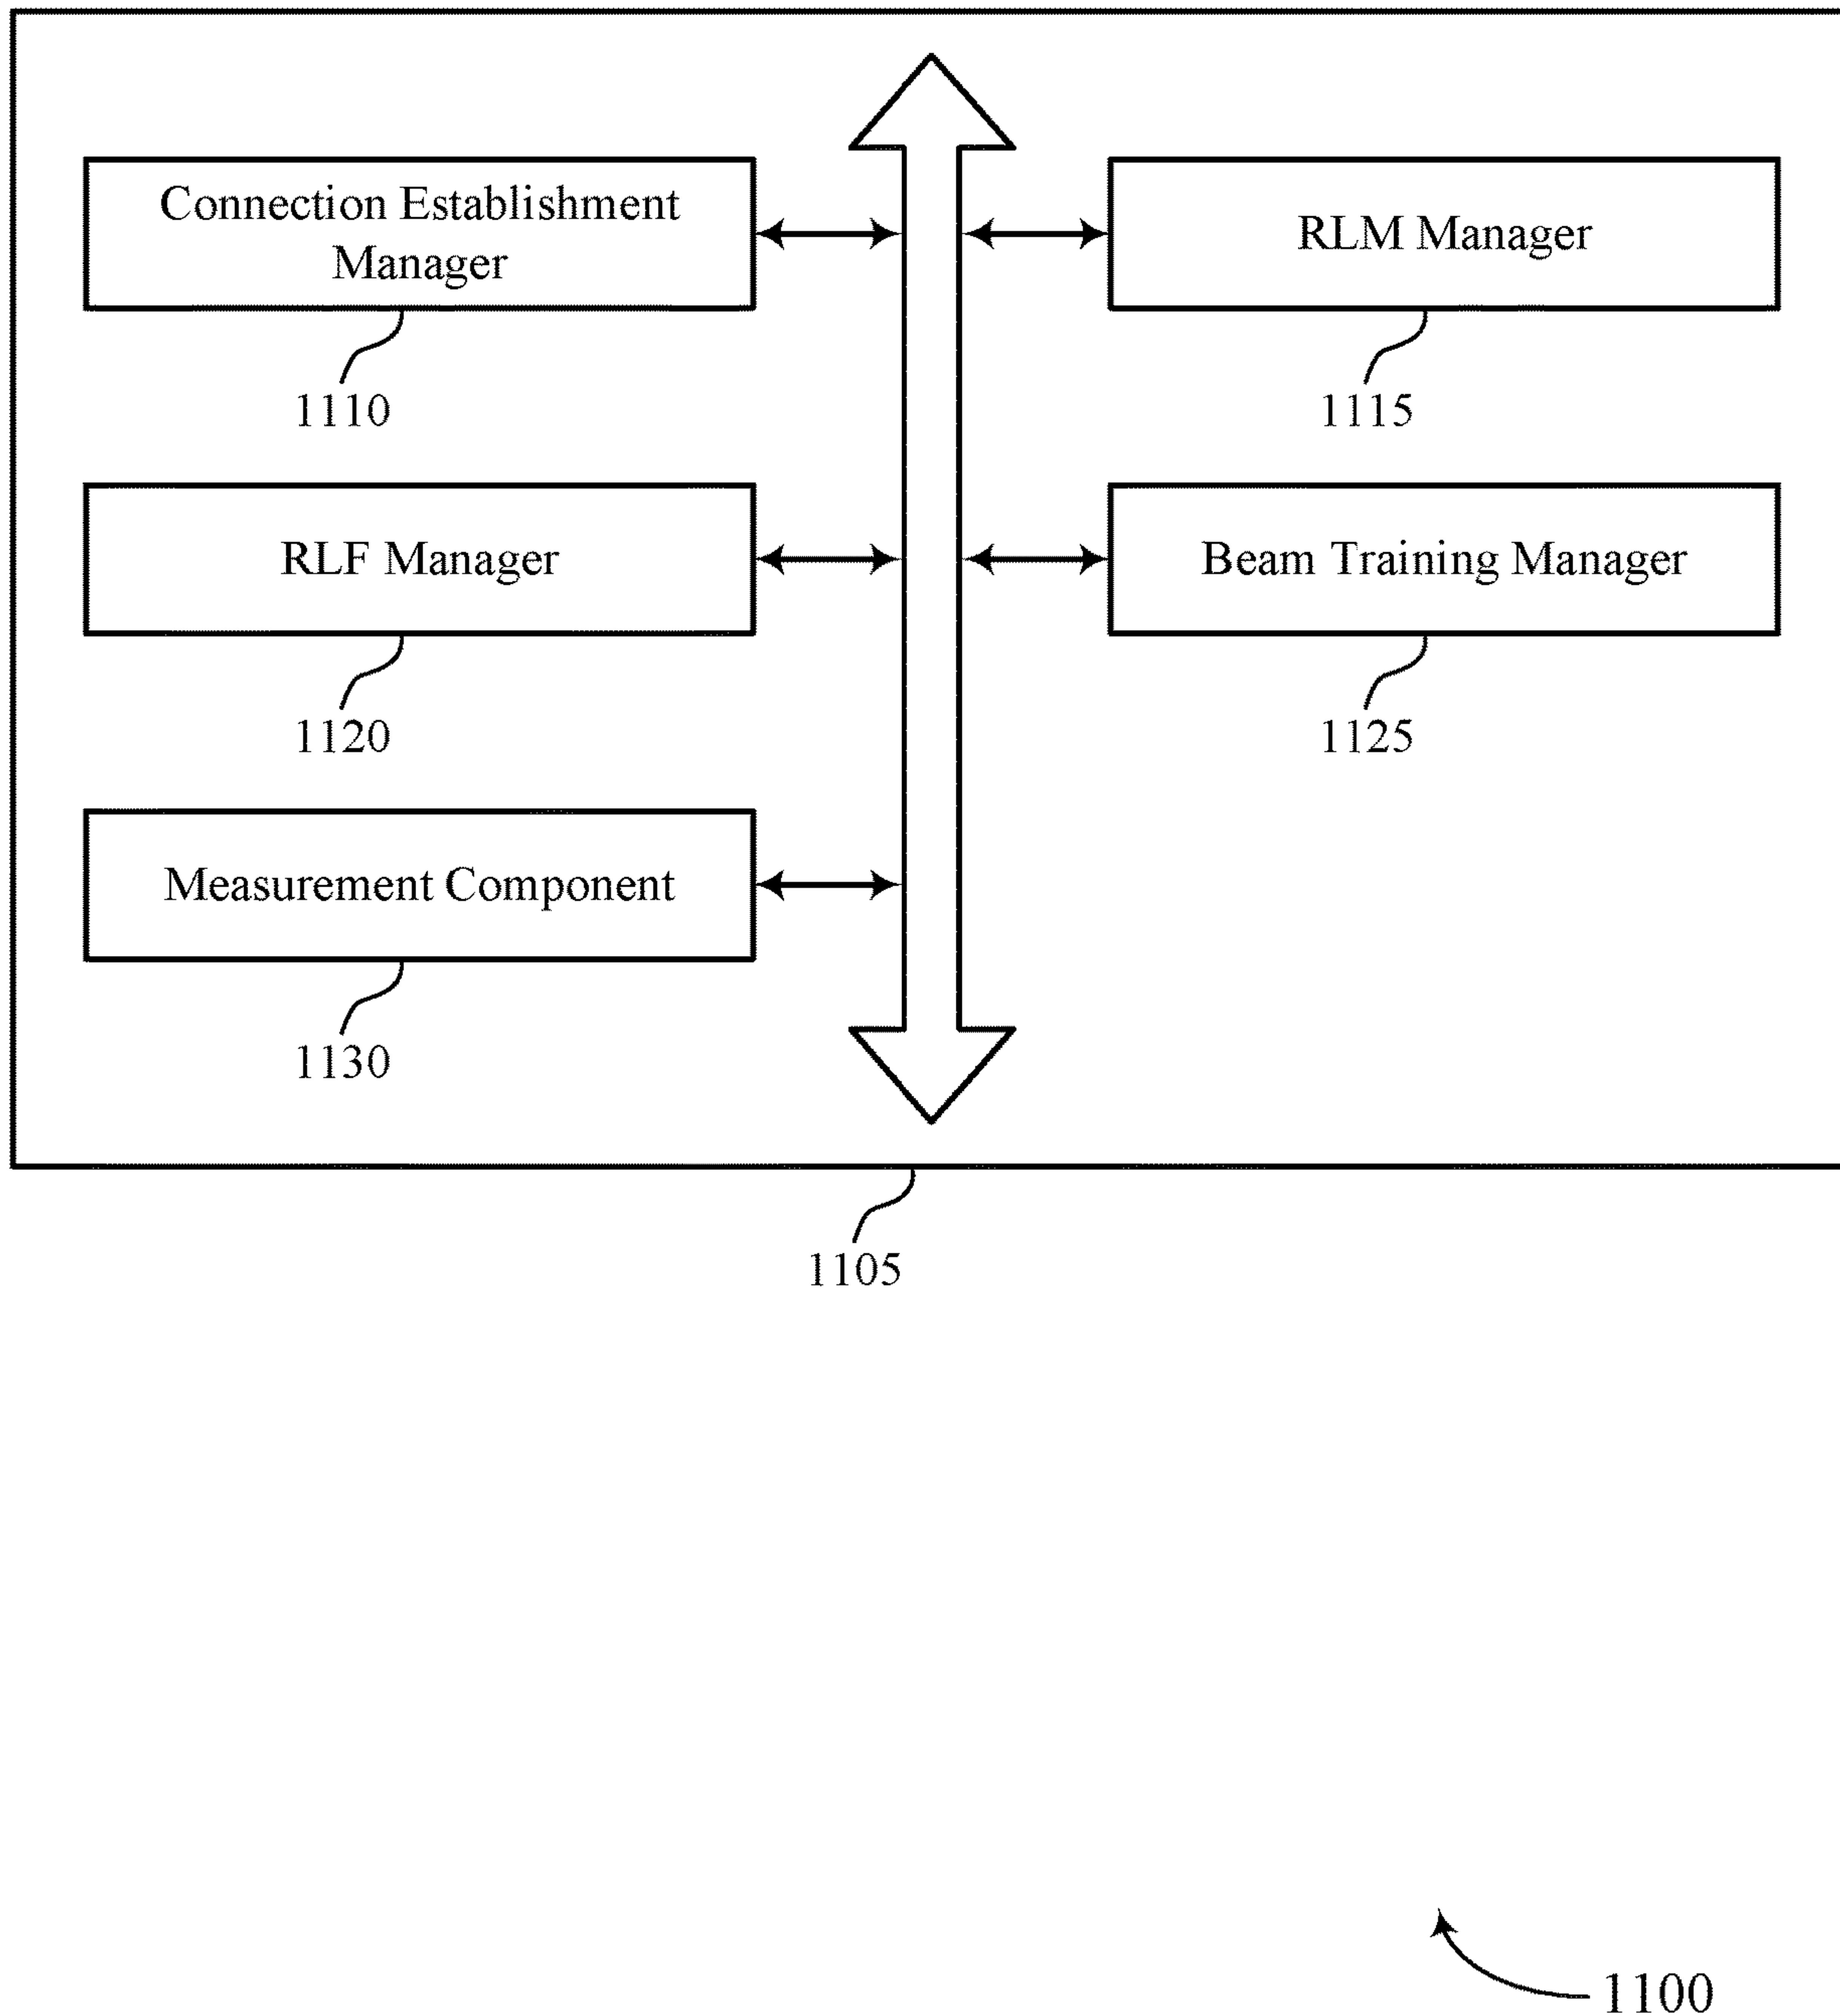 Connection Establishment
Manager
1110
RLM Manager
1115
RLF Manager
1120
Beam Training Manager
1125
Measurement Component
1130
1105
1100